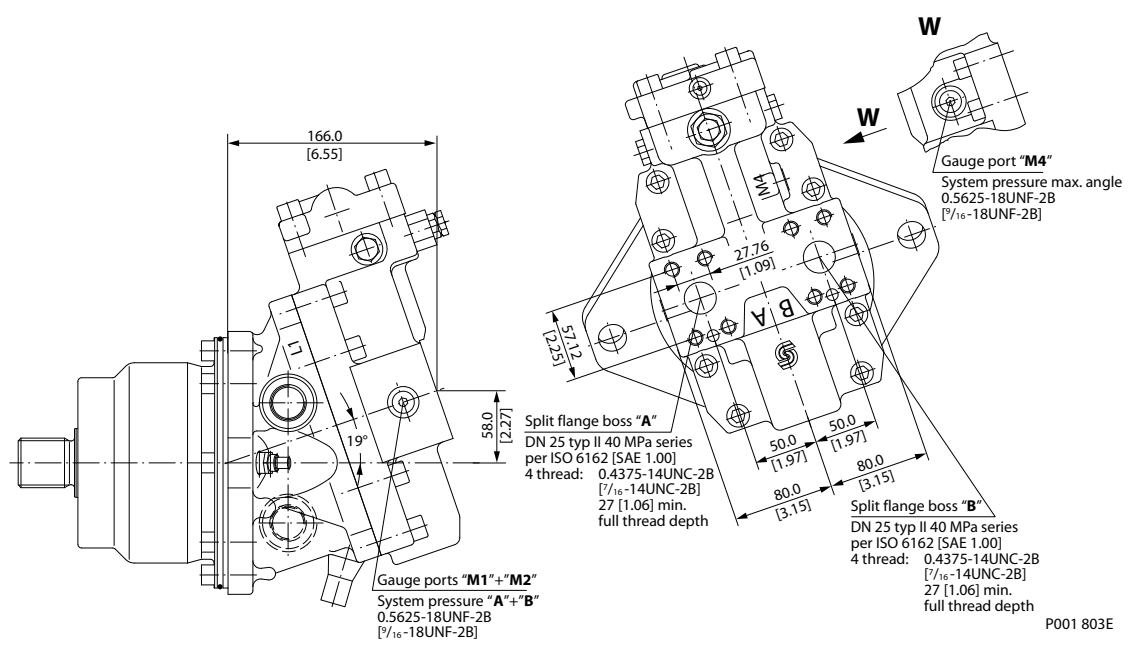 W
W
166.0
[6.55]
Gauge port "M4"
System pressure max. angle
0.5625-18UNF-2B
[9/16-18UNF-2B]
M4
27.76
[1.09]
57.12
[2.25]
B A
L1
58.0
[2.27]
19°
Split flange boss "A"
DN 25 typ II 40 MPa series
per ISO 6162 [SAE 1.00]
4 thread: 0.4375-14UNC-2B
[7/16-14UNC-2B]
27 [1.06] min.
full thread depth
50.0
[1.97]
50.0
[1.97]
80.0
[3.15]
80.0
[3.15]
Split flange boss "B"
DN 25 typ II 40 MPa series
per ISO 6162 [SAE 1.00]
4 thread: 0.4375-14UNC-2B
[7/16-14UNC-2B]
27 [1.06] min.
full thread depth
Gauge ports "M1"+"M2"
System pressure "A"+"B"
0.5625-18UNF-2B
[9/16-18UNF-2B]
P001 803E